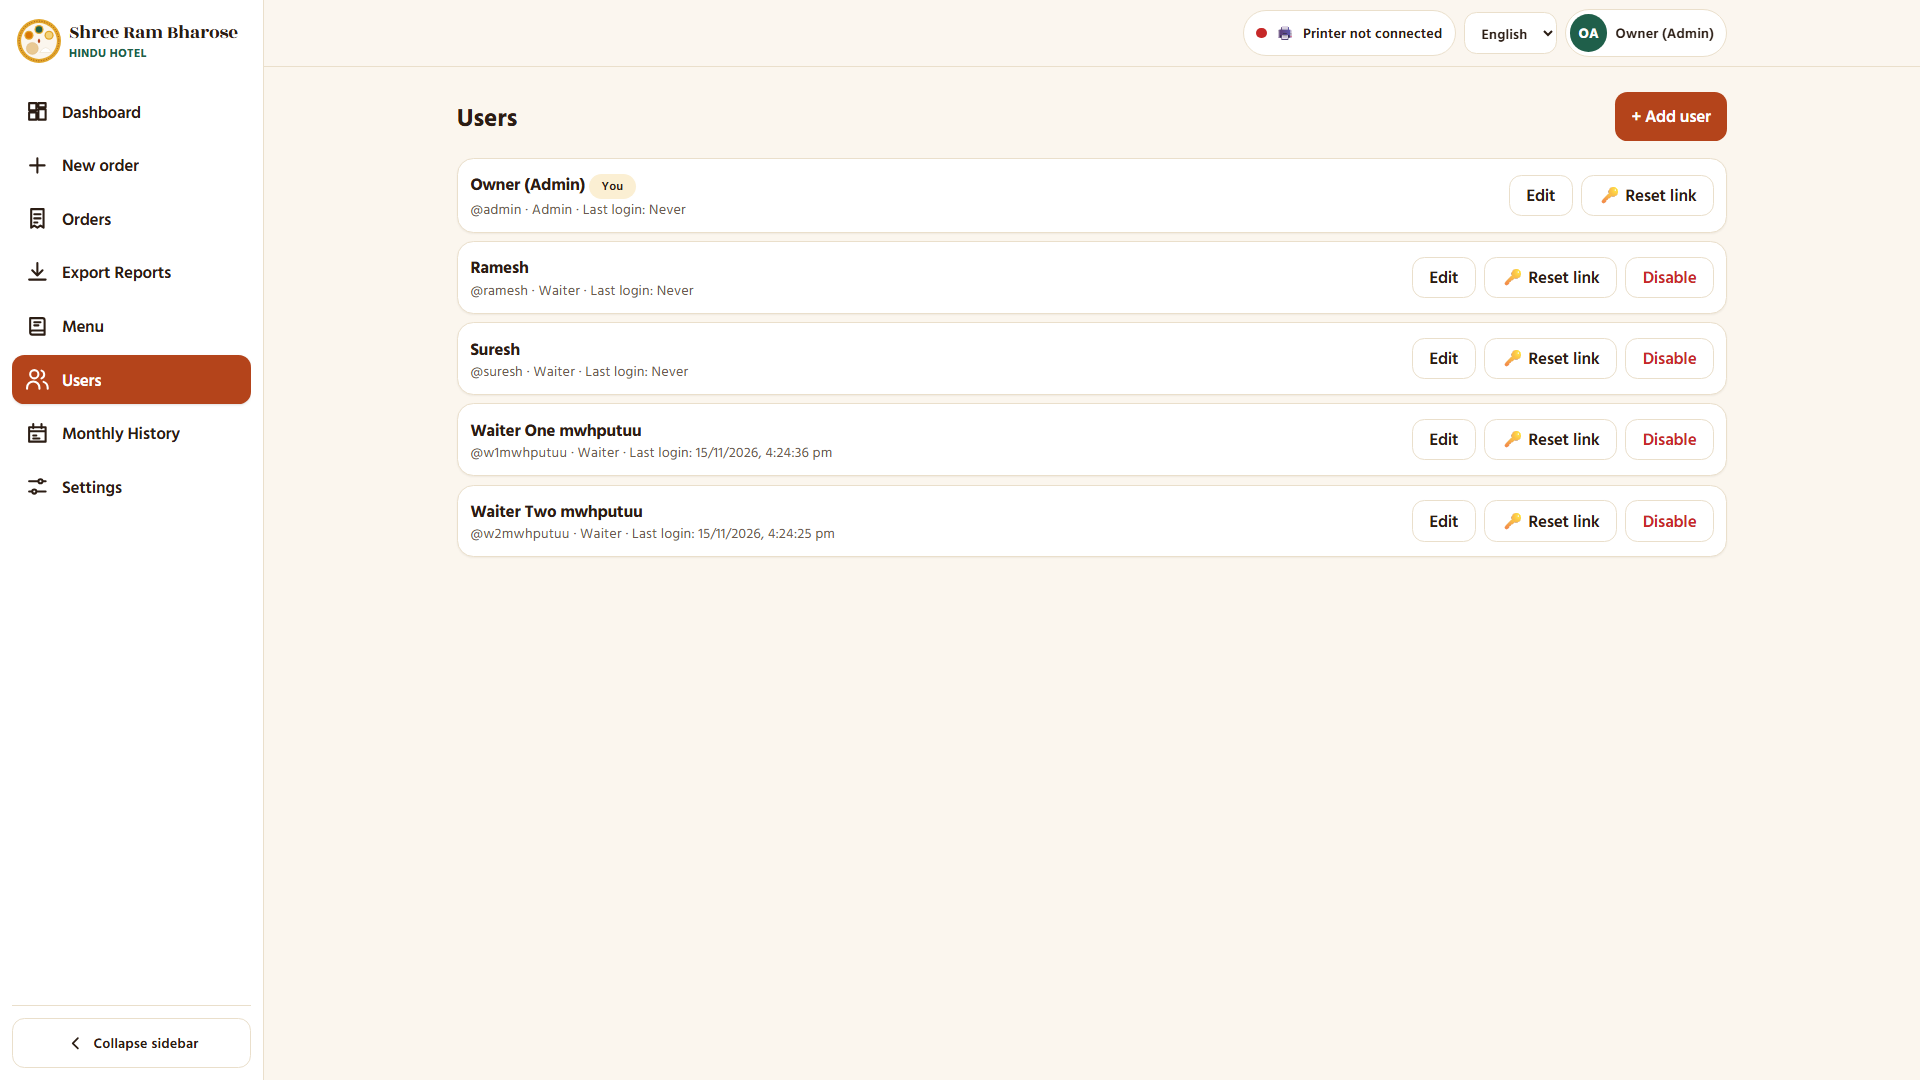 Shree Ram Bharose
HINDU HOTEL
Printer not connected
English
OA
Owner (Admin)
Dashboard
New order
Orders
Export Reports
Menu
Users
Monthly History
Settings
Collapse sidebar
Users
+ Add user
Owner (Admin) You
@admin · Admin · Last login: Never
Edit
Reset link
Ramesh
@ramesh · Waiter · Last login: Never
Edit
Reset link
Disable
Suresh
@suresh · Waiter · Last login: Never
Edit
Reset link
Disable
Waiter One mwhputuu
@w1mwhputuu · Waiter · Last login: 15/11/2026, 4:24:36 pm
Edit
Reset link
Disable
Waiter Two mwhputuu
@w2mwhputuu · Waiter · Last login: 15/11/2026, 4:24:25 pm
Edit
Reset link
Disable